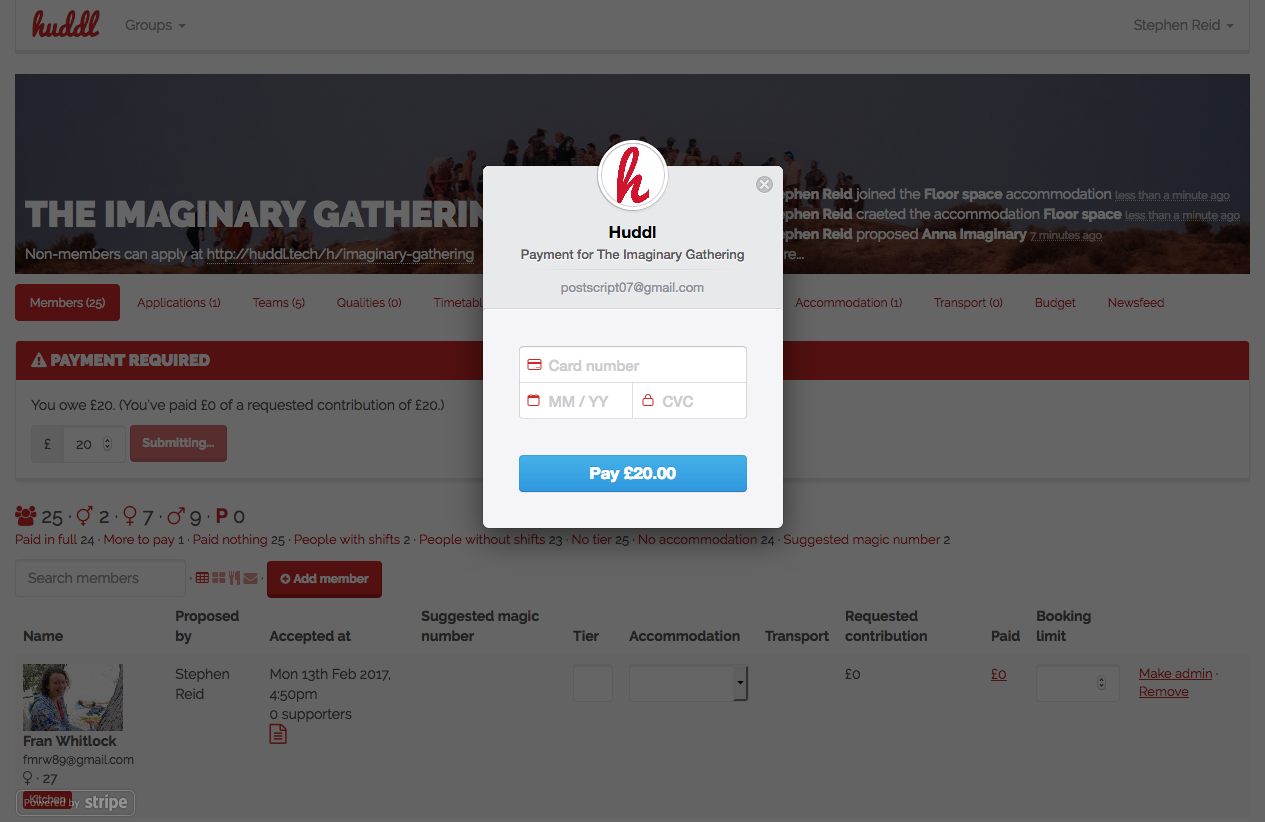 huddl
Groups
Stephen Reid
THE IMAGINARY GATHERIN
Non-members can apply at http://huddl.tech/h/imaginary-gathering
phen Reid joined the Floor space accommodation less than a minute ago
phen Reid craeted the accommodation Floor space less than a minute ago
phen Reid proposed Anna Imaginary 7 minutes ago
re...
h
Huddl
Payment for The Imaginary Gathering
postscript07@gmail.com
Card number
MM / YY
CVC
Pay £20.00
Members (25)
Applications (1)
Teams (5)
Qualities (0)
Timetabl
Accommodation (1)
Transport (0)
Budget
Newsfeed
PAYMENT REQUIRED
You owe £20. (You've paid £0 of a requested contribution of £20.)
£ 20 Submitting...
25 · ⚥ 2 · ♀ 7 · ♂ 9 · P 0
Paid in full 24 · More to pay 1 · Paid nothing 25 · People with shifts 2 · People without shifts 23 · No tier 25 · No accommodation 24 · Suggested magic number 2
Search members
Add member
Name
Proposed by
Accepted at
Suggested magic number
Tier
Accommodation
Transport
Requested contribution
Paid
Booking limit
Fran Whitlock
fmrw89@gmail.com
♀ · 27
Kitchen
Stephen Reid
Mon 13th Feb 2017,
4:50pm
0 supporters
£0
£0
Make admin ·
Remove
Powered by stripe